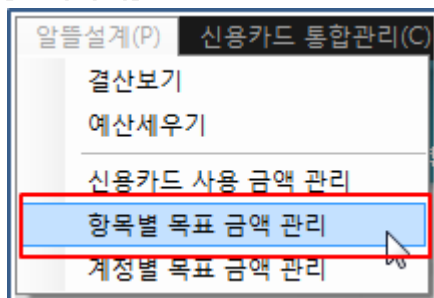 알뜰설계(P) 신용카드 통합관리(C)
결산보기
예산세우기
신용카드 사용 금액 관리
항목별 목표 금액 관리
계정별 목표 금액 관리